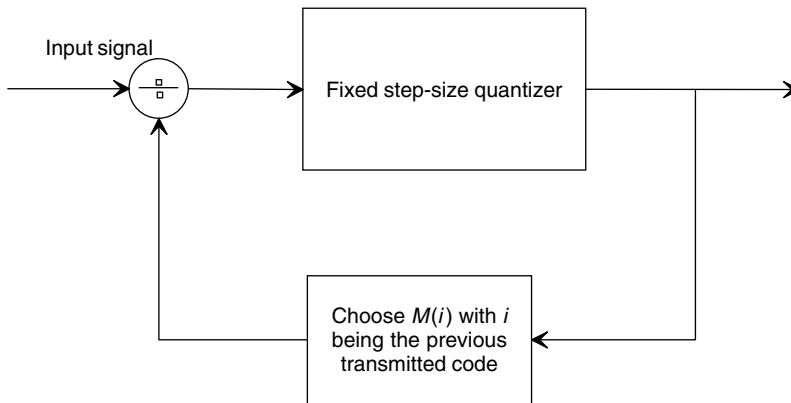 Input signal
Fixed step-size quantizer
Choose M(i) with i
being the previous
transmitted code